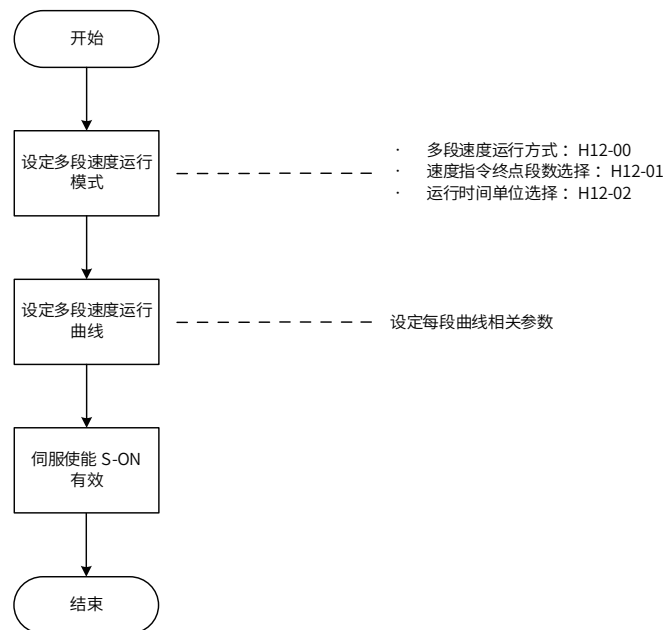 开始
设定多段速度运行
模式
· 多段速度运行方式：H12-00
· 速度指令终点段数选择：H12-01
· 运行时间单位选择：H12-02
设定多段速度运行
曲线
设定每段曲线相关参数
伺服使能 S-ON
有效
结束